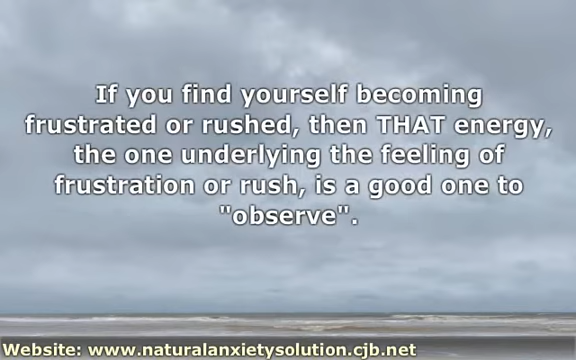 If you find yourself becoming
frustrated or rushed, then THAT energy,
the one underlying the feeling of
frustration or rush, is a good one to
"observe".
Website: www.naturalanxietysolution.cjb.net